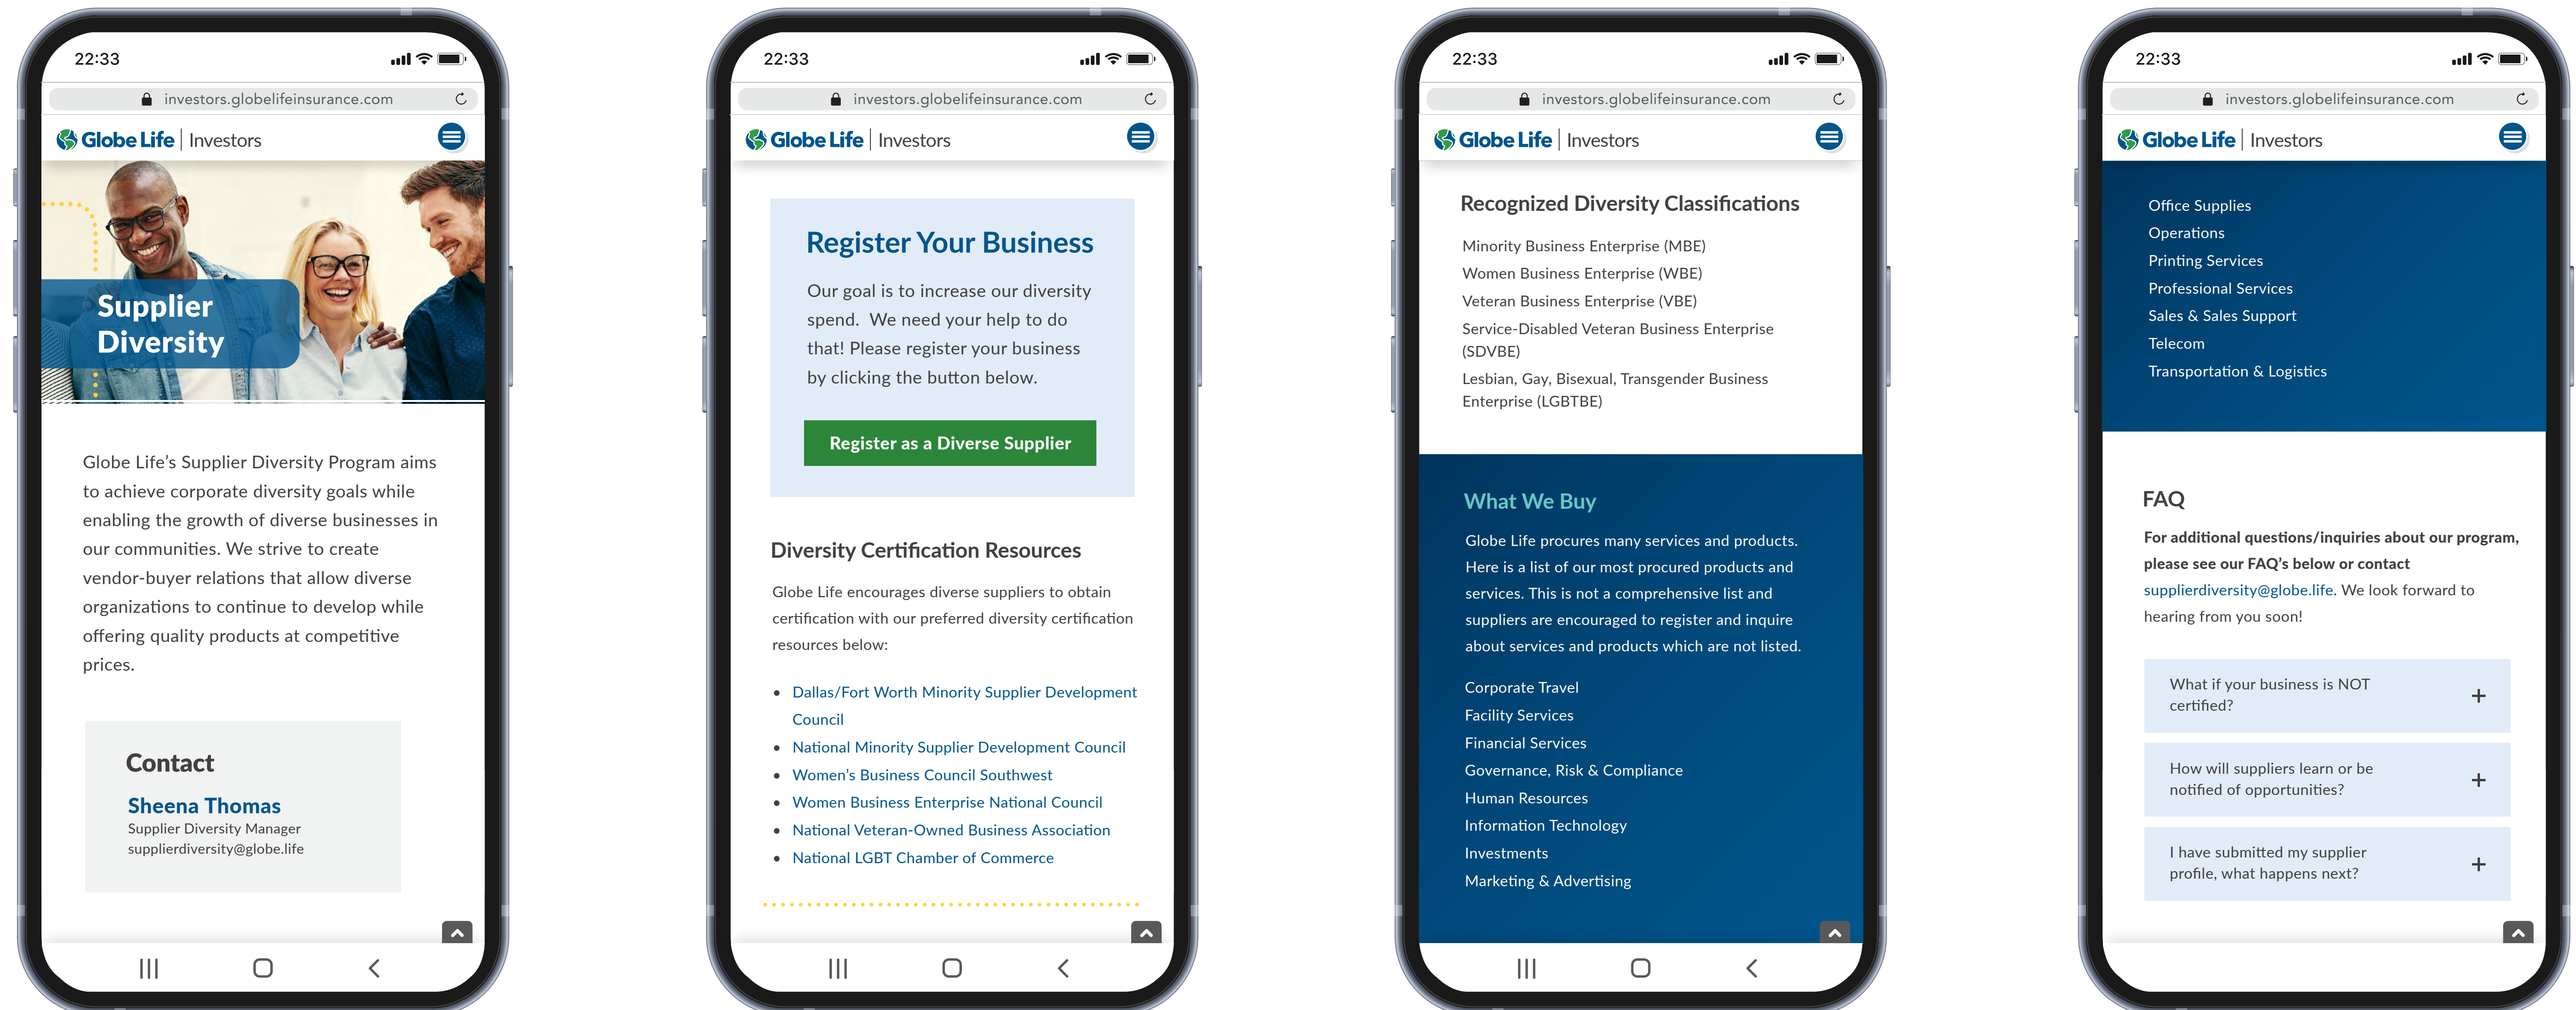 22:33
investors.globelifeinsurance.com
Globe Life | Investors
Supplier
Diversity
Globe Life’s Supplier Diversity Program aims
to achieve corporate diversity goals while
enabling the growth of diverse businesses in
our communities. We strive to create
vendor-buyer relations that allow diverse
organizations to continue to develop while
offering quality products at competitive
prices.
Contact
Sheena Thomas
Supplier Diversity Manager
supplierdiversity@globe.life
22:33
investors.globelifeinsurance.com
Globe Life | Investors
Register Your Business
Our goal is to increase our diversity
spend.  We need your help to do
that! Please register your business
by clicking the button below.
Register as a Diverse Supplier
Diversity Certification Resources
Globe Life encourages diverse suppliers to obtain
certification with our preferred diversity certification
resources below:
• Dallas/Fort Worth Minority Supplier Development
Council
• National Minority Supplier Development Council
• Women’s Business Council Southwest
• Women Business Enterprise National Council
• National Veteran-Owned Business Association
• National LGBT Chamber of Commerce
22:33
investors.globelifeinsurance.com
Globe Life | Investors
Recognized Diversity Classifications
Minority Business Enterprise (MBE)
Women Business Enterprise (WBE)
Veteran Business Enterprise (VBE)
Service-Disabled Veteran Business Enterprise
(SDVBE)
Lesbian, Gay, Bisexual, Transgender Business
Enterprise (LGBTBE)
What We Buy
Globe Life procures many services and products.
Here is a list of our most procured products and
services. This is not a comprehensive list and
suppliers are encouraged to register and inquire
about services and products which are not listed.
Corporate Travel
Facility Services
Financial Services
Governance, Risk & Compliance
Human Resources
Information Technology
Investments
Marketing & Advertising
22:33
investors.globelifeinsurance.com
Globe Life | Investors
Office Supplies
Operations
Printing Services
Professional Services
Sales & Sales Support
Telecom
Transportation & Logistics
FAQ
For additional questions/inquiries about our program,
please see our FAQ’s below or contact
supplierdiversity@globe.life. We look forward to
hearing from you soon!
What if your business is NOT
certified?
How will suppliers learn or be
notified of opportunities?
I have submitted my supplier
profile, what happens next?